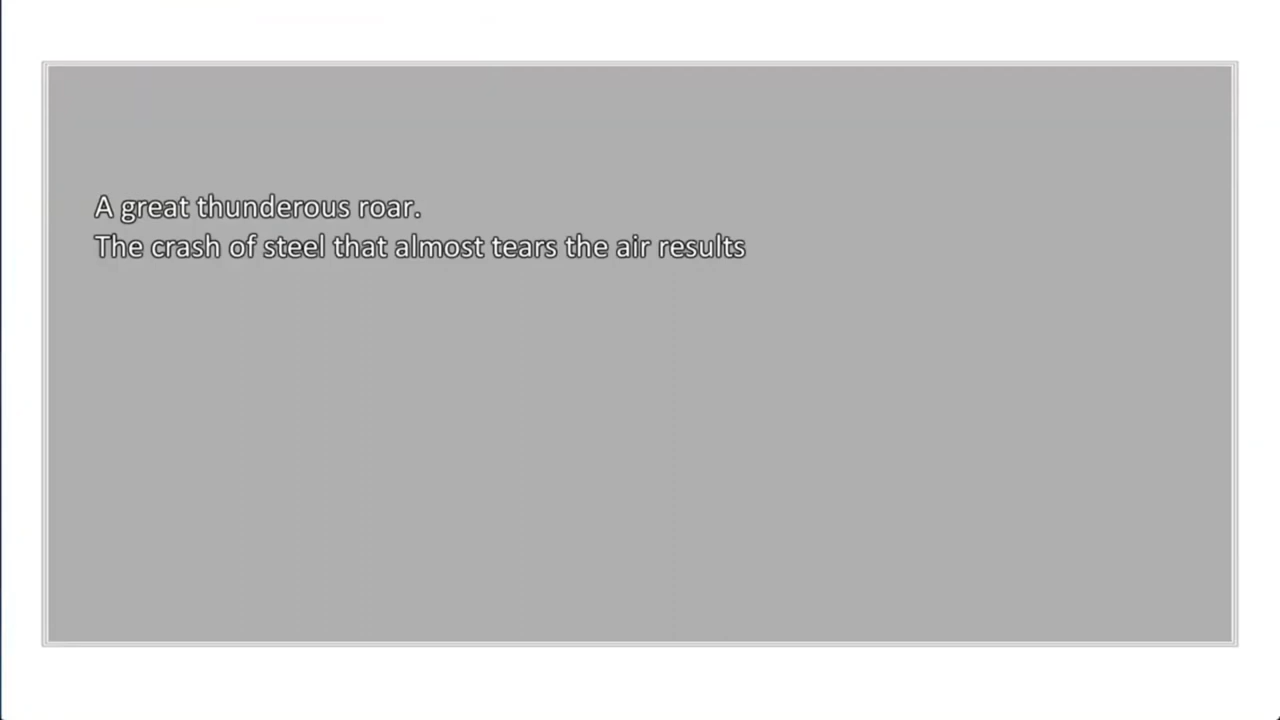 A great thunderous roar.
The crash of steel that almost tears the air results